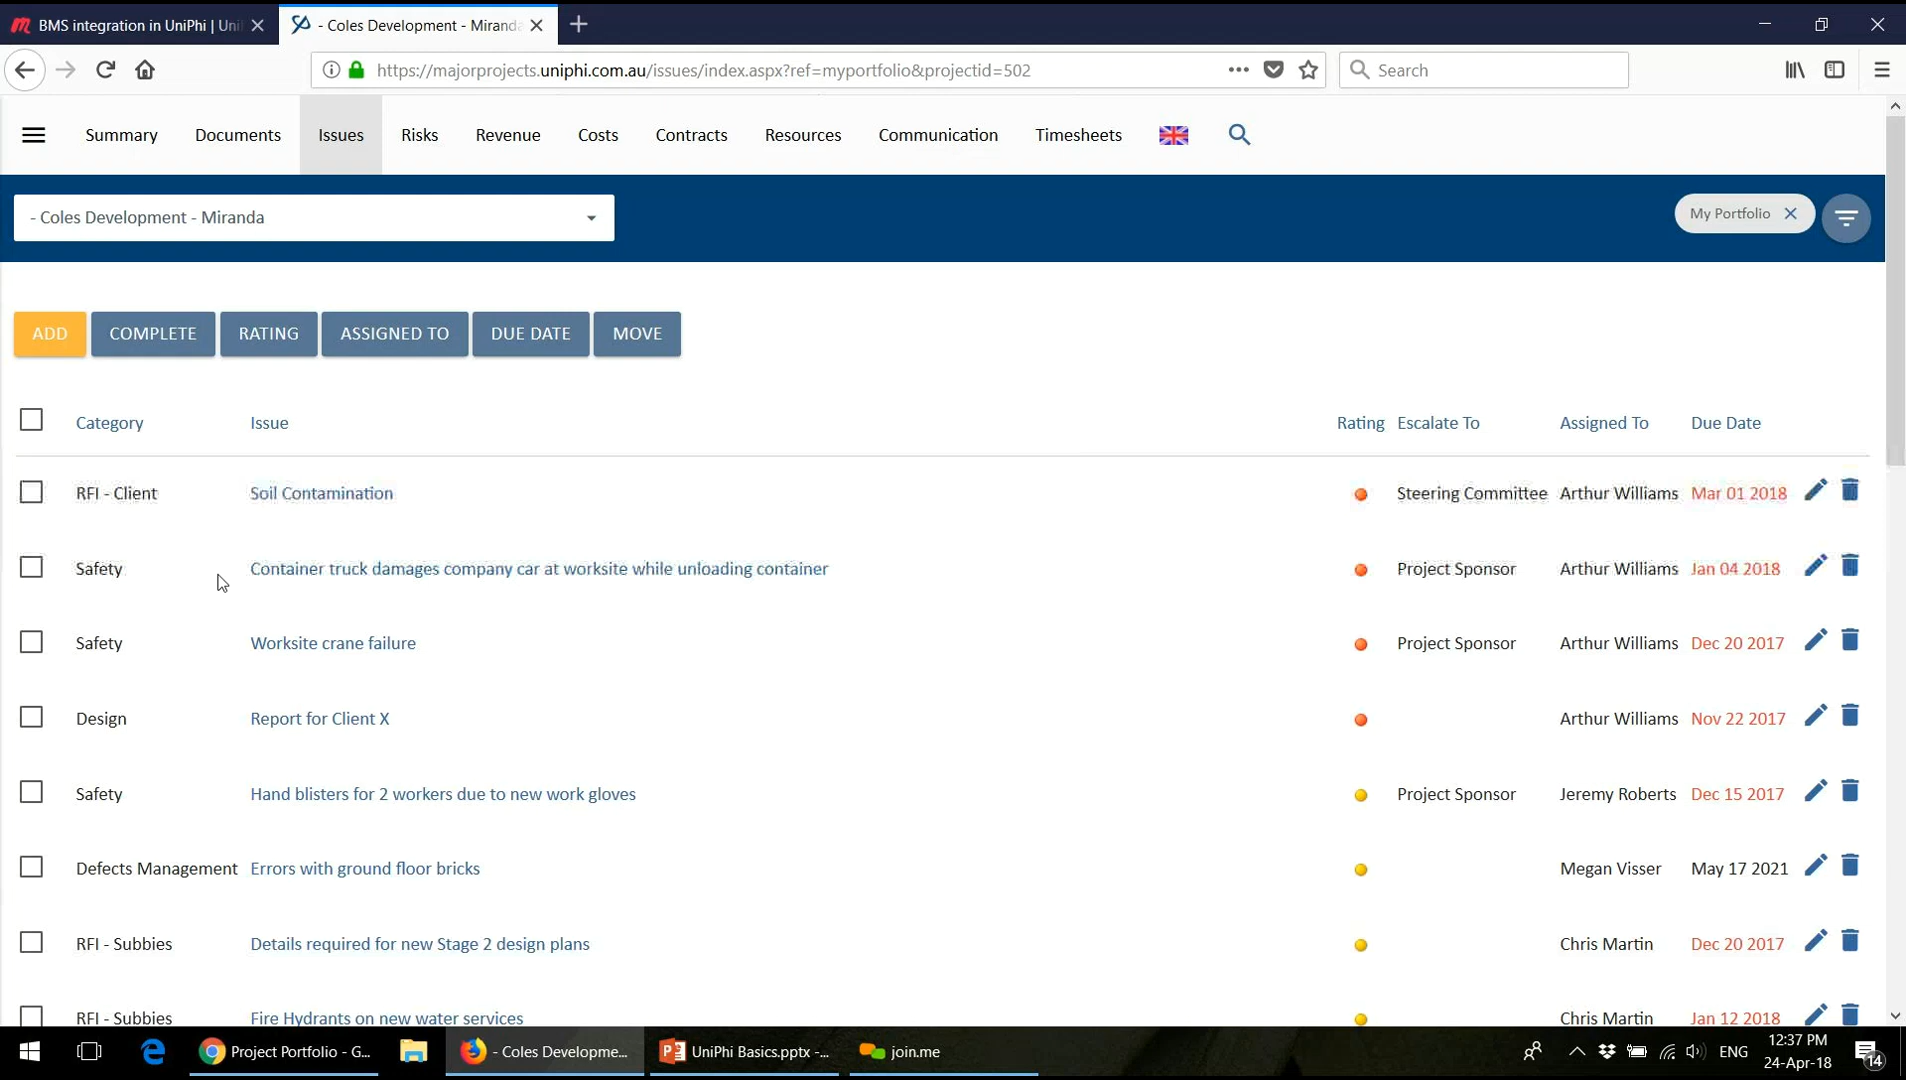 BMS integration in UniPhi | Uni
- Coles Development - Miranda
https://majorprojects.uniphi.com.au/issues/index.aspx?ref=myportfolio&projectid=502
Search
Summary Documents Issues Risks Revenue Costs Contracts Resources Communication Timesheets
- Coles Development - Miranda
My Portfolio
ADD COMPLETE RATING ASSIGNED TO DUE DATE MOVE
Category Issue Rating Escalate To Assigned To Due Date
RFI - Client Soil Contamination Steering Committee Arthur Williams Mar 01 2018
Safety Container truck damages company car at worksite while unloading container Project Sponsor Arthur Williams Jan 04 2018
Safety Worksite crane failure Project Sponsor Arthur Williams Dec 20 2017
Design Report for Client X Arthur Williams Nov 22 2017
Safety Hand blisters for 2 workers due to new work gloves Project Sponsor Jeremy Roberts Dec 15 2017
Defects Management Errors with ground floor bricks Megan Visser May 17 2021
RFI - Subbies Details required for new Stage 2 design plans Chris Martin Dec 20 2017
RFI - Subbies Fire Hydrants on new water services Chris Martin Jan 12 2018
Project Portfolio - G... - Coles Developme... UniPhi Basics.pptx -... join.me ENG 12:37 PM
24-Apr-18 14